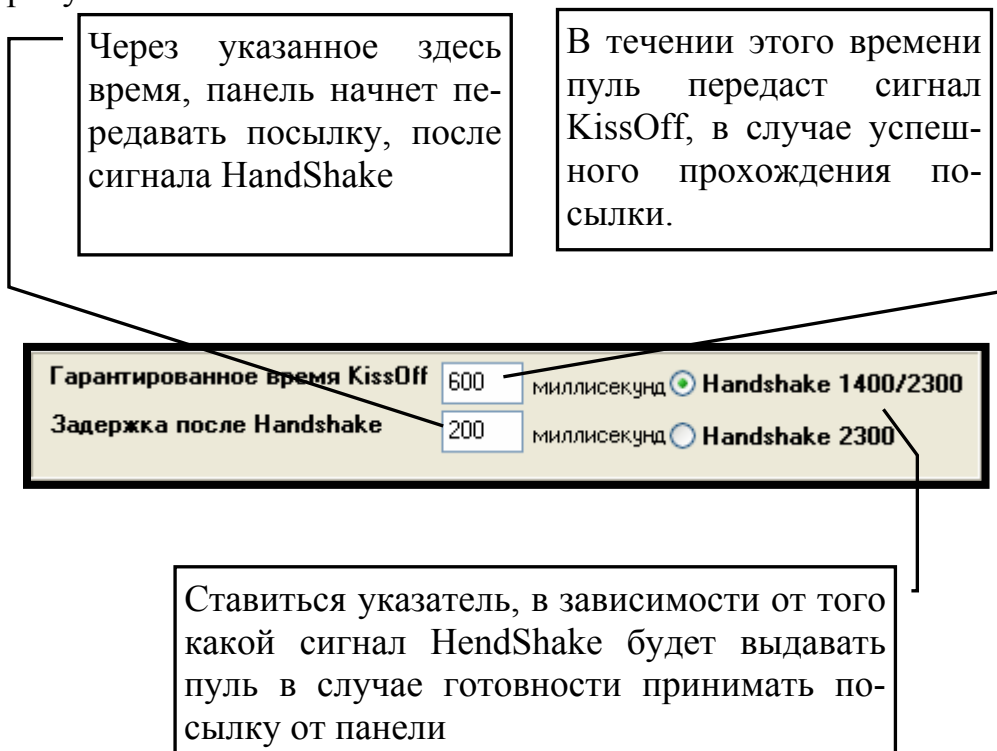 Через указанное здесь
время, панель начнет пе-
редавать посылку, после
сигнала HandShake
В течении этого времени
пуль передаст сигнал
KissOff, в случае успеш-
ного прохождения по-
сылки.
Гарантированное время KissOff 600 миллисекунд Handshake 1400/2300
Задержка после Handshake 200 миллисекунд Handshake 2300
Ставиться указатель, в зависимости от того
какой сигнал HendShake будет выдавать
пуль в случае готовности принимать по-
сылку от панели